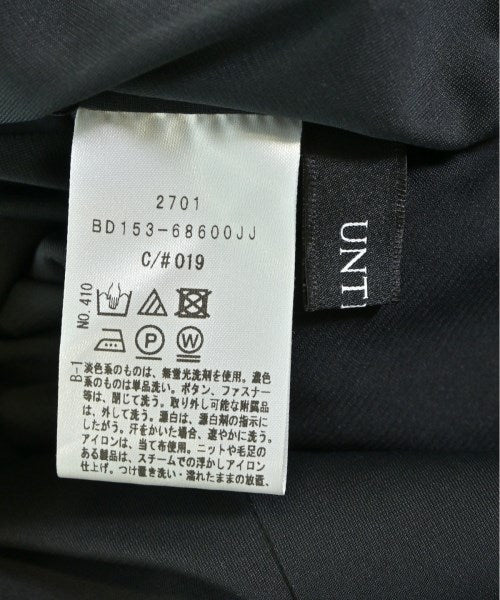 2701
BD153-68600JJ
C/#019
NO.410
P W
B-1
淡色系のものは、無蛍光洗剤を使用。濃色
系のものは単品洗い。ボタン、ファスナー
等は、閉じて洗う。取り外し可能な附属品
は、外して洗う。漂白は、漂白剤の指示に
したがう。汗をかいた場合、速やかに洗う。
アイロンは、当て布使用。ニットや毛足の
ある製品は、スチームでの浮かしアイロン
仕上げ。つけ置き洗い・濡れたままの放置、